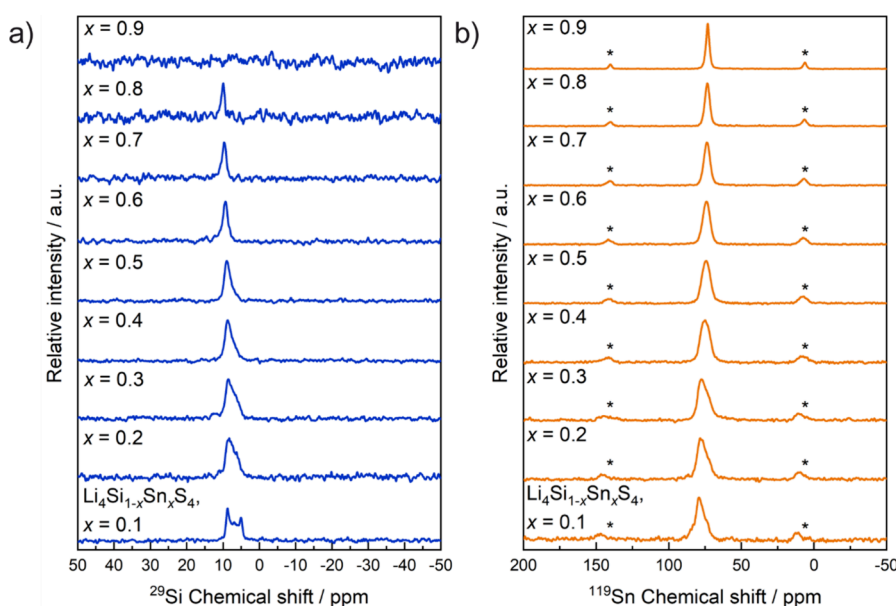 a)
x = 0.9
x = 0.8
x = 0.7
x = 0.6
x = 0.5
x = 0.4
x = 0.3
x = 0.2
Li₄Si₁₋ₓSnₓS₄,
x = 0.1
Relative intensity / a.u.
50 40 30 20 10 0 -10 -20 -30 -40 -50
²⁹Si Chemical shift / ppm
b)
x = 0.9
* *
x = 0.8
* *
x = 0.7
* *
x = 0.6
* *
x = 0.5
* *
x = 0.4
* *
x = 0.3
* *
x = 0.2
* *
Li₄Si₁₋ₓSnₓS₄,
x = 0.1
* *
Relative intensity / a.u.
200 150 100 50 0 -50
¹¹⁹Sn Chemical shift / ppm